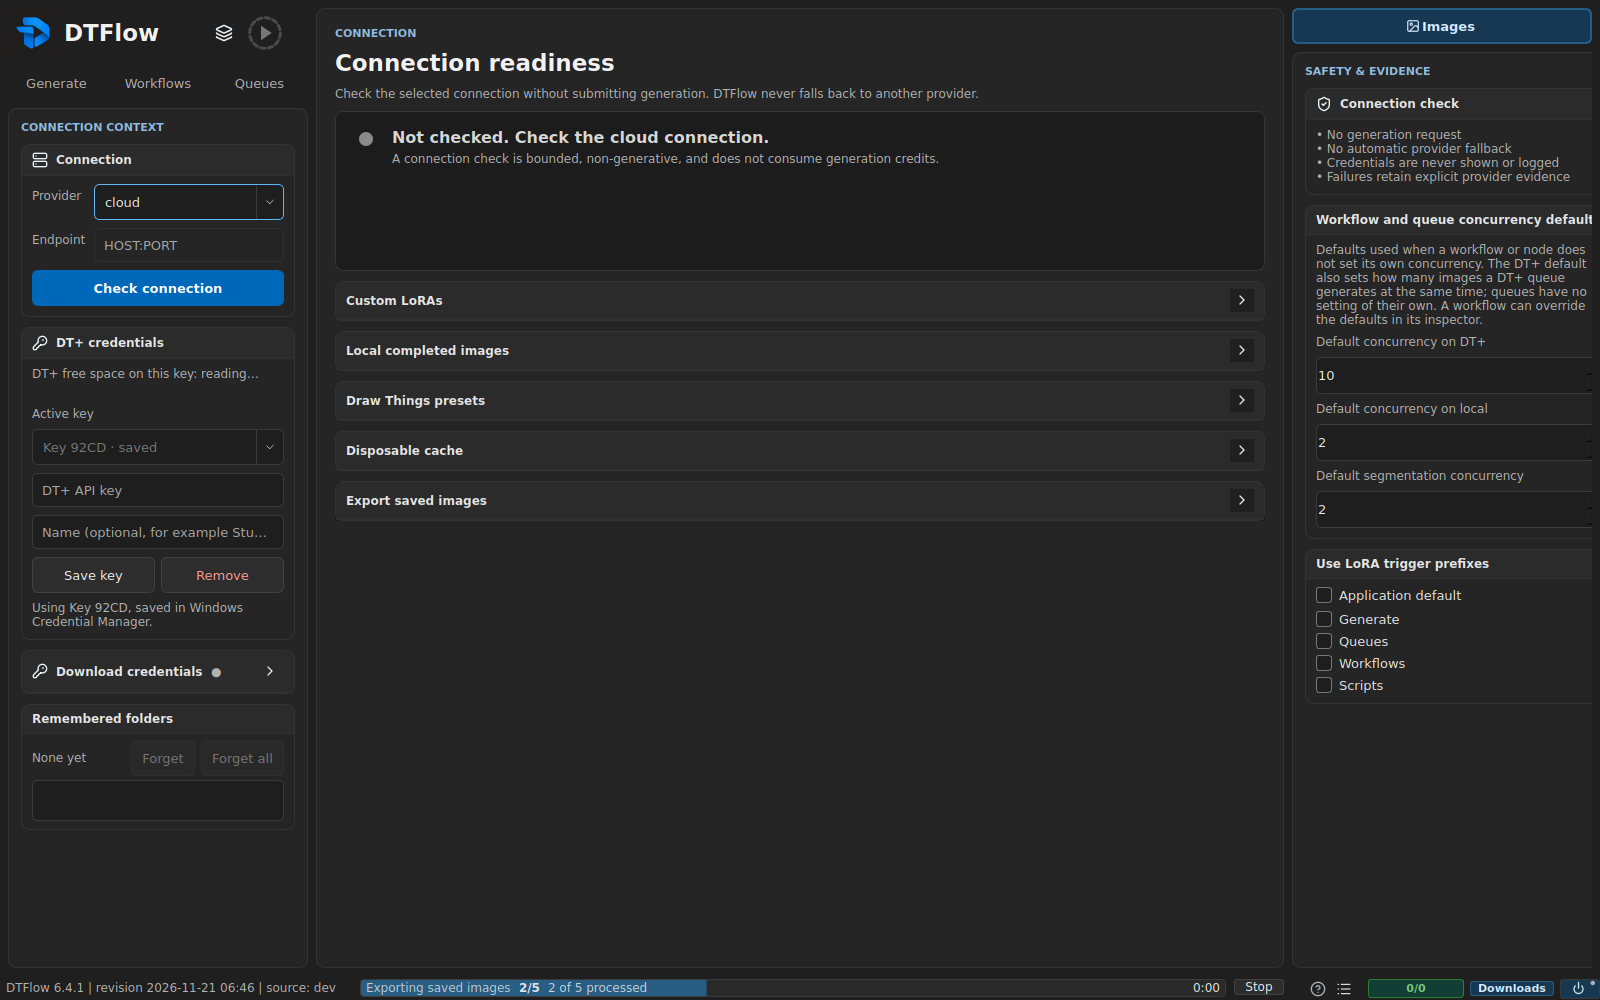 DTFlow
Generate
Workflows
Queues
CONNECTION CONTEXT
Connection
Provider
cloud
Endpoint
HOST:PORT
Check connection
DT+ credentials
DT+ free space on this key: reading...
Active key
Key 92CD · saved
DT+ API key
Name (optional, for example Stu...
Save key
Remove
Using Key 92CD, saved in Windows
Credential Manager.
Download credentials
Remembered folders
None yet
Forget
Forget all
CONNECTION
Connection readiness
Check the selected connection without submitting generation. DTFlow never falls back to another provider.
Not checked. Check the cloud connection.
A connection check is bounded, non-generative, and does not consume generation credits.
Custom LoRAs
Local completed images
Draw Things presets
Disposable cache
Export saved images
Images
SAFETY & EVIDENCE
Connection check
• No generation request
• No automatic provider fallback
• Credentials are never shown or logged
• Failures retain explicit provider evidence
Workflow and queue concurrency default
Defaults used when a workflow or node does
not set its own concurrency. The DT+ default
also sets how many images a DT+ queue
generates at the same time; queues have no
setting of their own. A workflow can override
the defaults in its inspector.
Default concurrency on DT+
10
Default concurrency on local
2
Default segmentation concurrency
2
Use LoRA trigger prefixes
Application default
Generate
Queues
Workflows
Scripts
DTFlow 6.4.1 | revision 2026-11-21 06:46 | source: dev
Exporting saved images 2/5 2 of 5 processed
0:00
Stop
0/0
Downloads